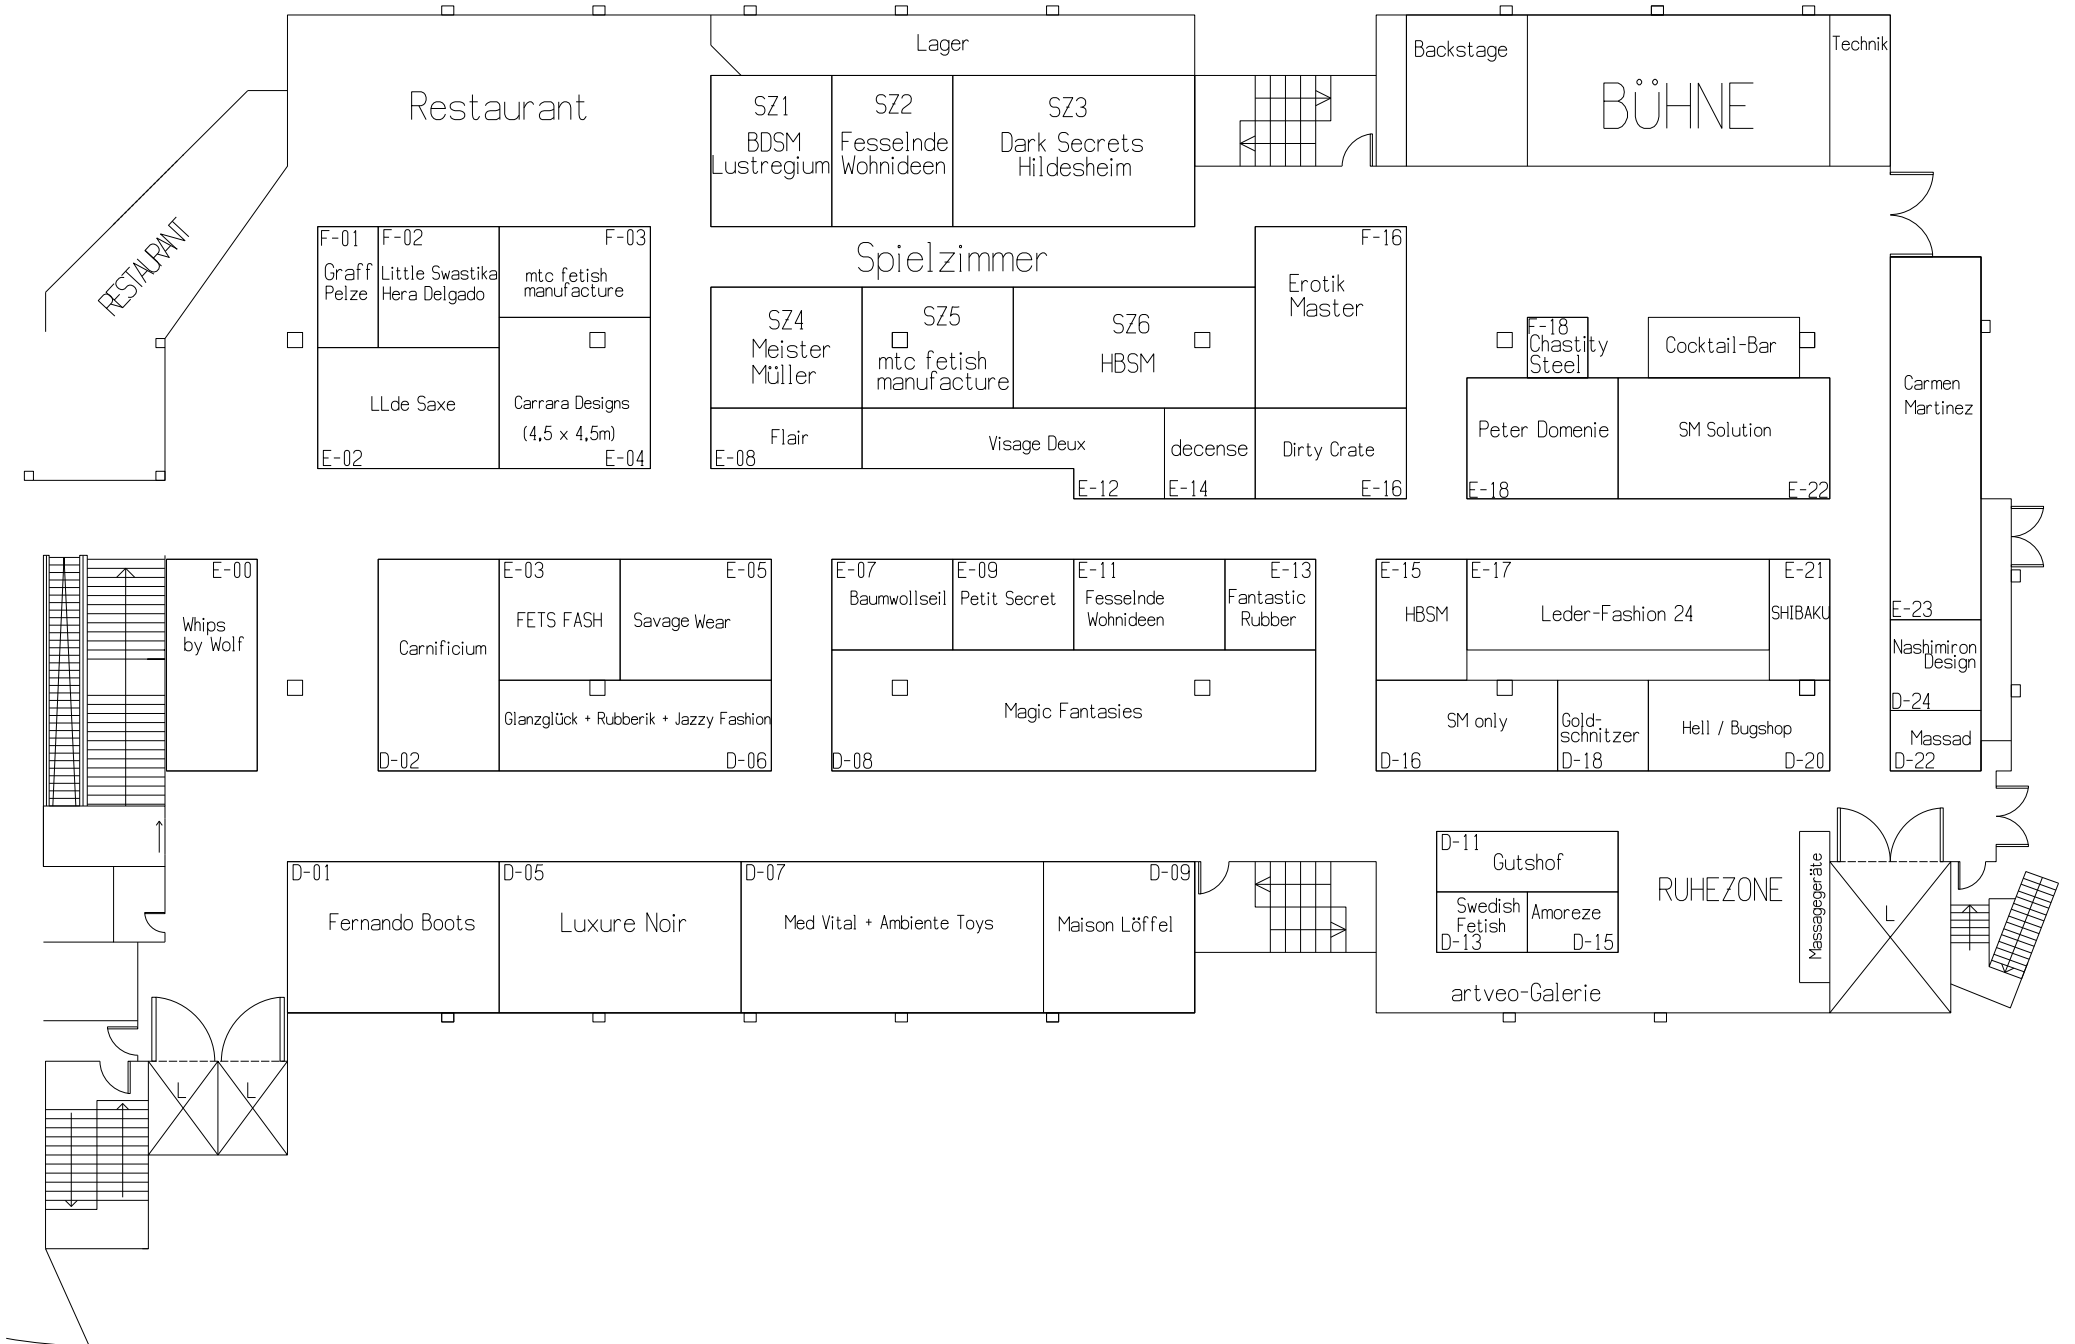 Lager
Backstage
Technik
BÜHNE
Restaurant
SZ1
BDSM
Lustregium
SZ2
Fesselnde
Wohnideen
SZ3
Dark Secrets
Hildesheim
RESTAURANT
Spielzimmer
F-01
Graff
Pelze
F-02
Little Swastika
Hera Delgado
F-03
mtc fetish
manufacture
LLde Saxe
E-02
Carrara Designs
(4,5 x 4,5m)
E-04
SZ4
Meister
Müller
SZ5
mtc fetish
manufacture
SZ6
HBSM
F-16
Erotik
Master
Flair
E-08
Visage Deux
E-12
decense
E-14
Dirty Crate
E-16
F-18
Chastity
Steel
Cocktail-Bar
Peter Domenie
E-18
SM Solution
E-22
Carmen
Martinez
E-23
E-00
Whips
by Wolf
Carnificium
D-02
E-03
FETS FASH
E-05
Savage Wear
Glanzglück + Rubberik + Jazzy Fashion
D-06
E-07
Baumwollseil
E-09
Petit Secret
E-11
Fesselnde
Wohnideen
E-13
Fantastic
Rubber
Magic Fantasies
D-08
E-15
HBSM
E-17
Leder-Fashion 24
E-21
SHIBAKU
SM only
D-16
Gold-
schnitzer
D-18
Hell / Bugshop
D-20
Nashimiron
Design
D-24
Massad
D-22
D-01
Fernando Boots
D-05
Luxure Noir
D-07
Med Vital + Ambiente Toys
D-09
Maison Löffel
D-11
Gutshof
Swedish
Fetish
D-13
Amoreze
D-15
RUHEZONE
Massagegeräte
L
artveo-Galerie
L
L